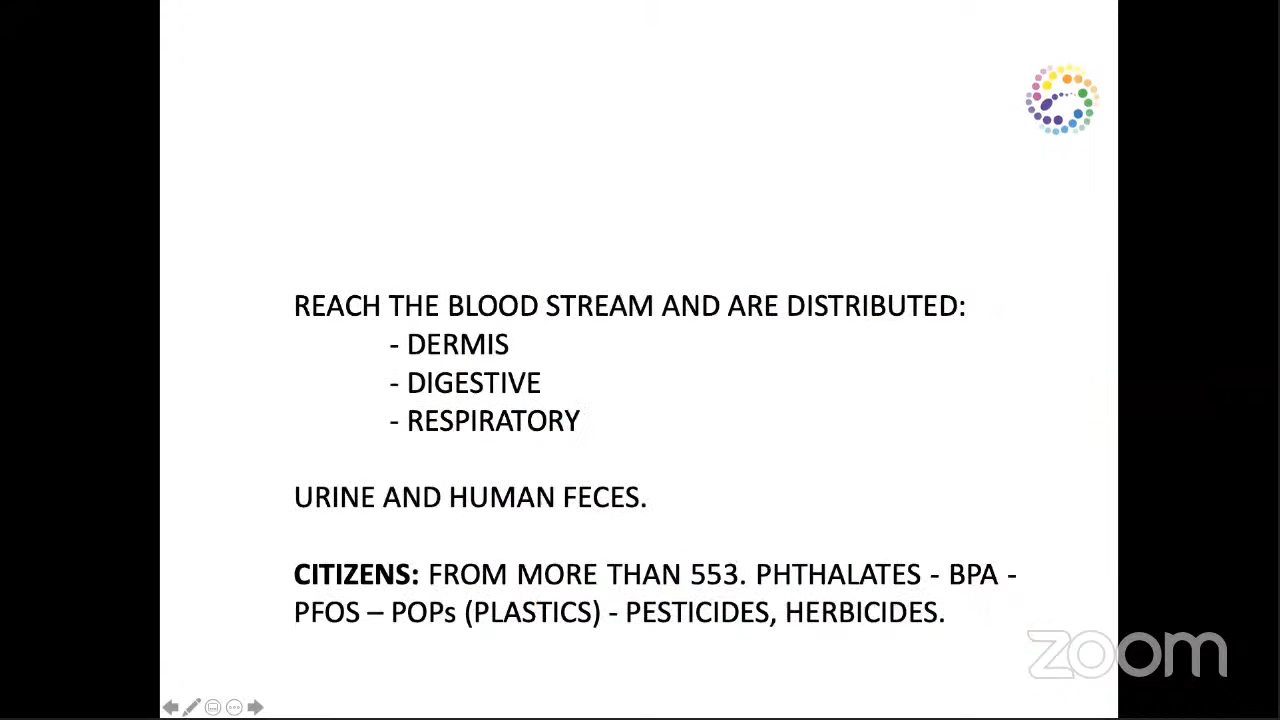 REACH THE BLOOD STREAM AND ARE DISTRIBUTED:
- DERMIS
- DIGESTIVE
- RESPIRATORY
URINE AND HUMAN FECES.
CITIZENS: FROM MORE THAN 553. PHTHALATES - BPA -
PFOS – POPs (PLASTICS) - PESTICIDES, HERBICIDES.
zoom